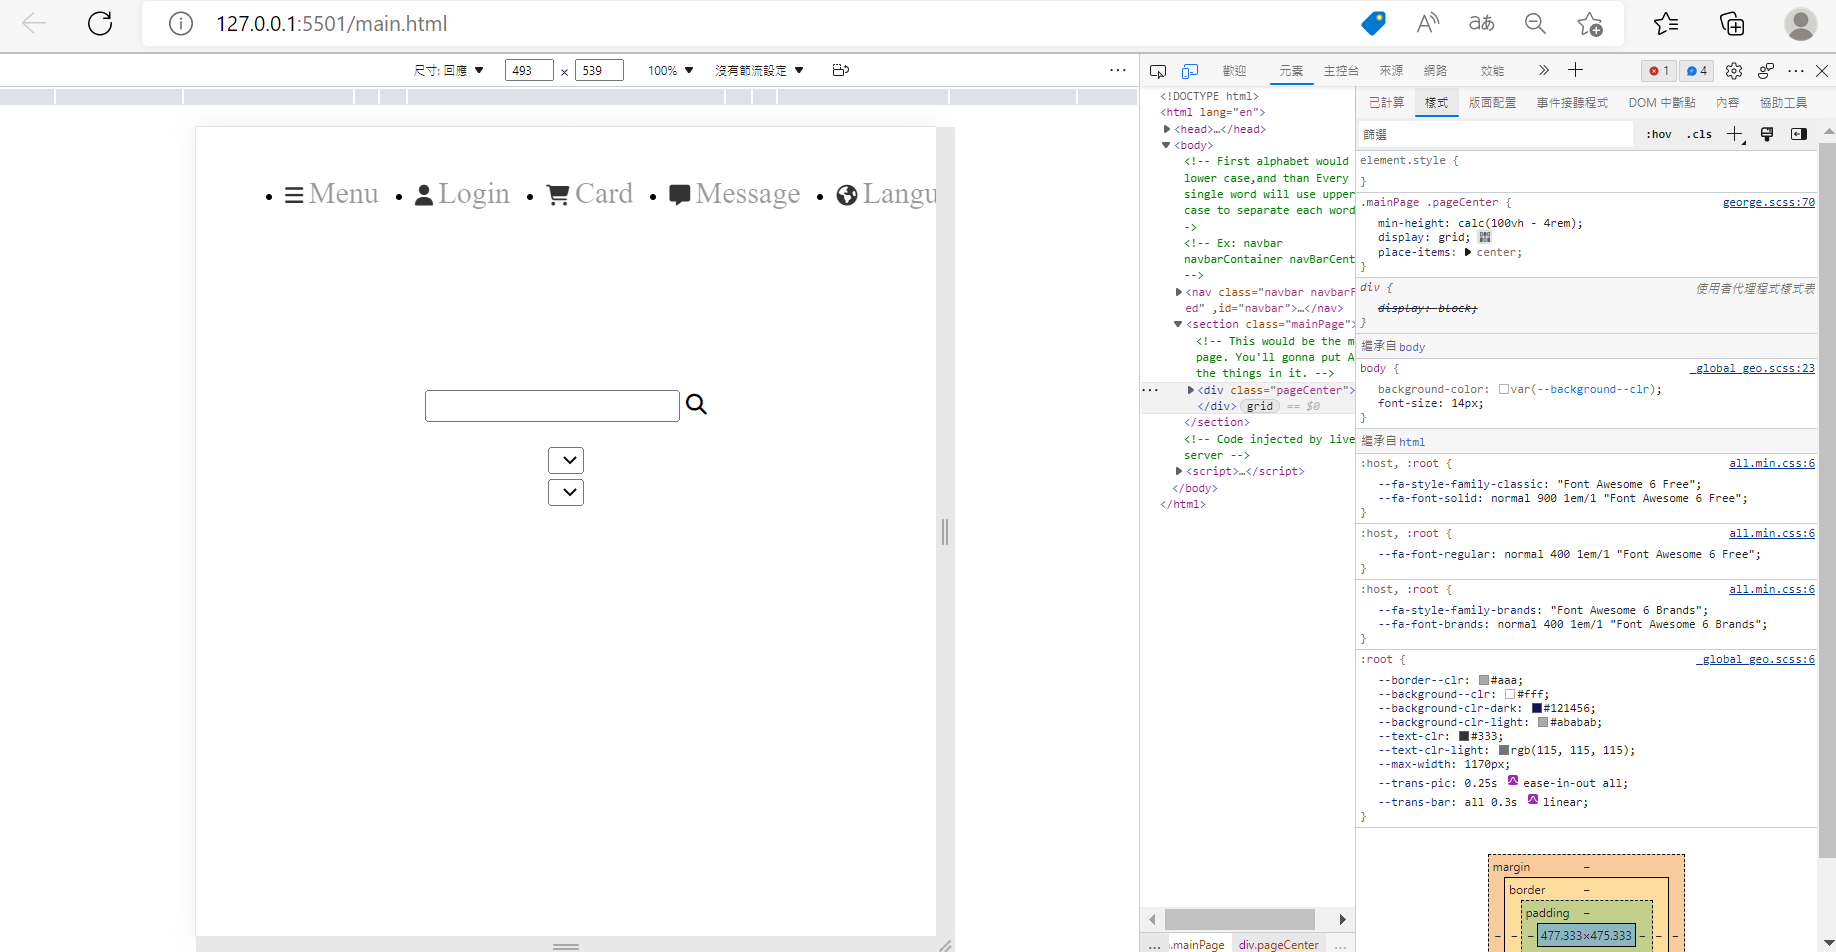 127.0.0.1:5501/main.html
尺寸: 回應 ▼ 493 × 539 100% ▼ 沒有節流設定 ▼
歡迎 元素 主控台 來源 網路 效能 1 4
Menu
Login
Card
Message
Langu
<!DOCTYPE html>
<html lang="en">
<head>…</head>
<body>
<!-- First alphabet would
lower case,and than Every
single word will use upper
case to separate each word
->
<!-- Ex: navbar
navbarContainer navBarCent
-->
<nav class="navbar navbarF
ed" ,id="navbar">…</nav>
<section class="mainPage">
<!-- This would be the m
page. You'll gonna put A
the things in it. -->
<div class="pageCenter">
</div> grid == $0
</section>
<!-- Code injected by live
server -->
<script>…</script>
</body>
</html>
.mainPage div.pageCenter
已計算 樣式 版面配置 事件接聽程式 DOM 中斷點 內容 協助工具
篩選 :hov .cls
element.style {
}
.mainPage .pageCenter { george.scss:70
min-height: calc(100vh - 4rem);
display: grid;
place-items: center;
}
div { 使用者代理程式樣式表
display: block;
}
繼承自 body
body { _global_geo.scss:23
background-color: var(--background--clr);
font-size: 14px;
}
繼承自 html
:host, :root { all.min.css:6
--fa-style-family-classic: "Font Awesome 6 Free";
--fa-font-solid: normal 900 1em/1 "Font Awesome 6 Free";
}
:host, :root { all.min.css:6
--fa-font-regular: normal 400 1em/1 "Font Awesome 6 Free";
}
:host, :root { all.min.css:6
--fa-style-family-brands: "Font Awesome 6 Brands";
--fa-font-brands: normal 400 1em/1 "Font Awesome 6 Brands";
}
:root { _global_geo.scss:6
--border--clr: #aaa;
--background--clr: #fff;
--background-clr-dark: #121456;
--background-clr-light: #ababab;
--text-clr: #333;
--text-clr-light: rgb(115, 115, 115);
--max-width: 1170px;
--trans-pic: 0.25s ease-in-out all;
--trans-bar: all 0.3s linear;
}
margin –
border –
padding –
– – – 477.333×475.333 – – –